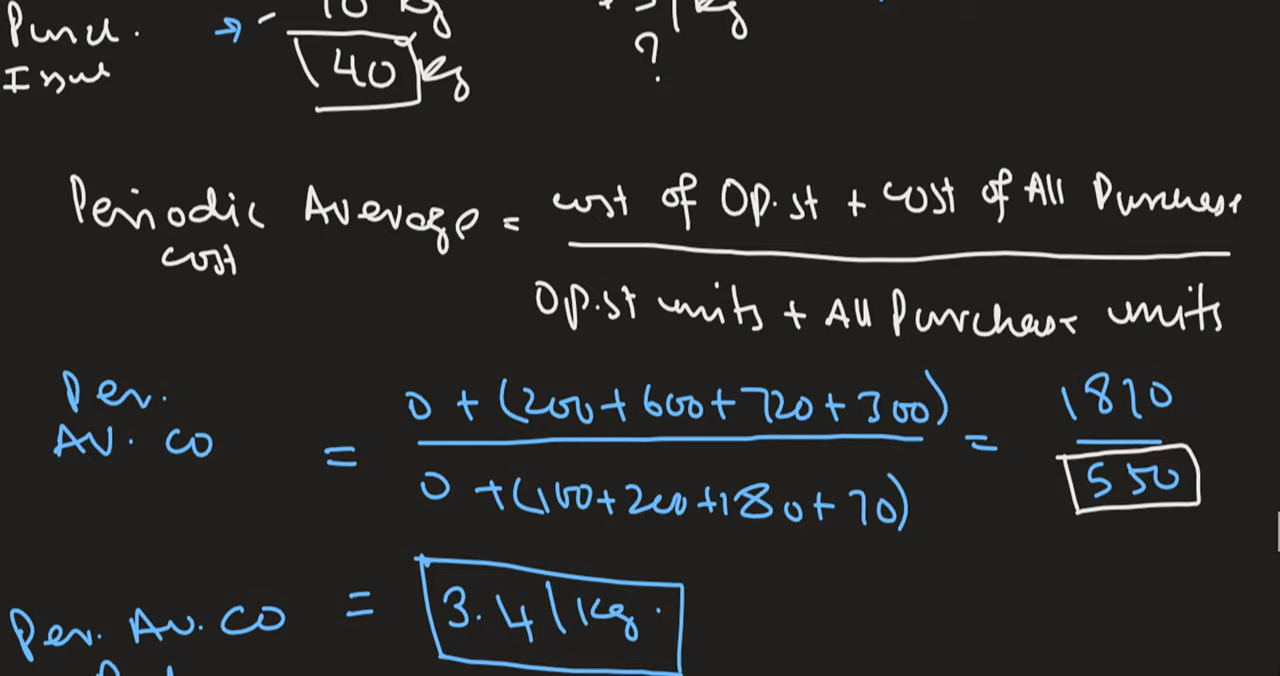 Purch. → - 10 kg
Issue 140 kg ?
Periodic Average cost = cost of Op.st + cost of All Purchase
Op.st units + All Purchase units
Per. AV. CO = 0 + (200+600+720+300) = 1820
0 + (100+200+180+70) 550
Per. Av. CO = 3.4/kg.